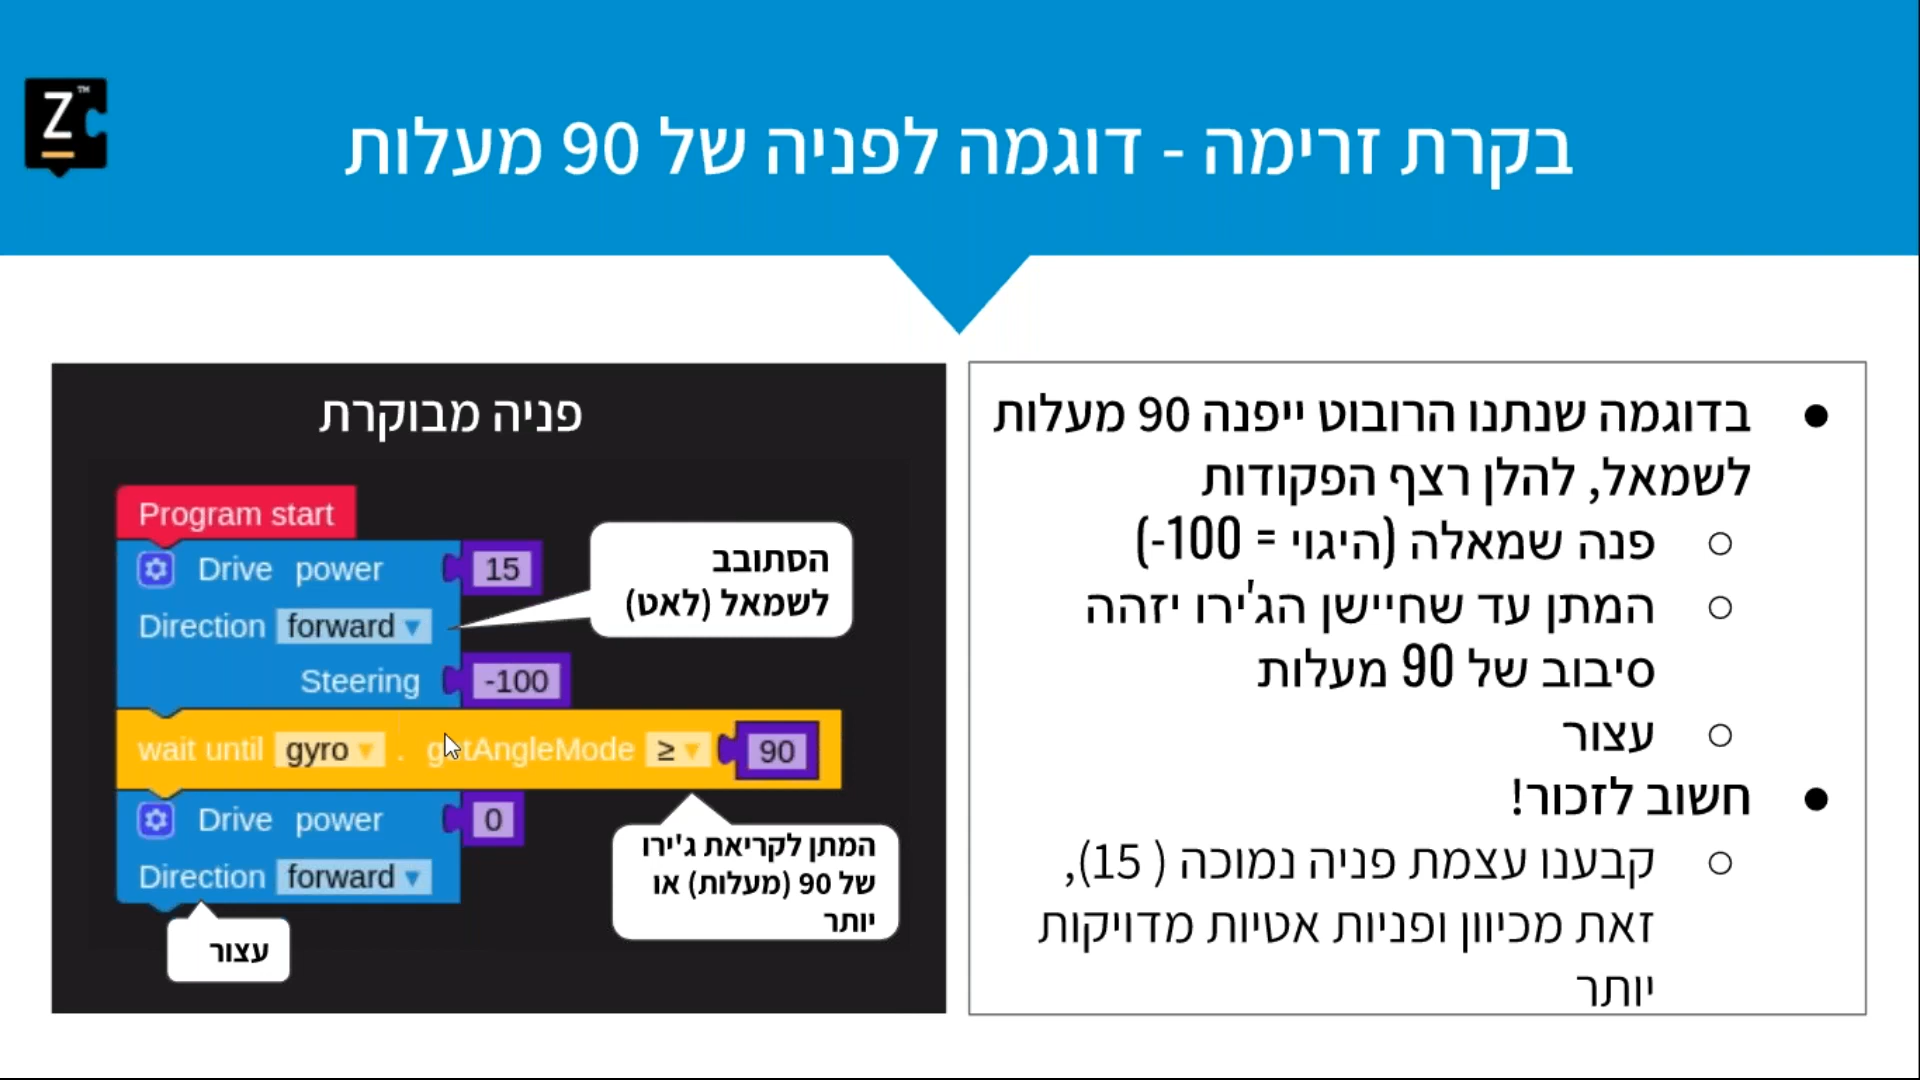 Z™
בקרת זרימה - דוגמה לפניה של 90 מעלות
בדוגמה שנתנו הרובוט ייפנה 90 מעלות
לשמאל, להלן רצף הפקודות
פנה שמאלה (היגוי = 100-)
המתן עד שחיישן הג'ירו יזהה
סיבוב של 90 מעלות
עצור
חשוב לזכור!
קבענו עצמת פניה נמוכה ( 15),
זאת מכיוון ופניות אטיות מדויקות
יותר
פניה מבוקרת
Program start
Drive power 15
Direction forward
Steering -100
wait until gyro . getAngleMode ≥ 90
Drive power 0
Direction forward
הסתובב
לשמאל (לאט)
המתן לקריאת ג'ירו
של 90 (מעלות) או
יותר
עצור